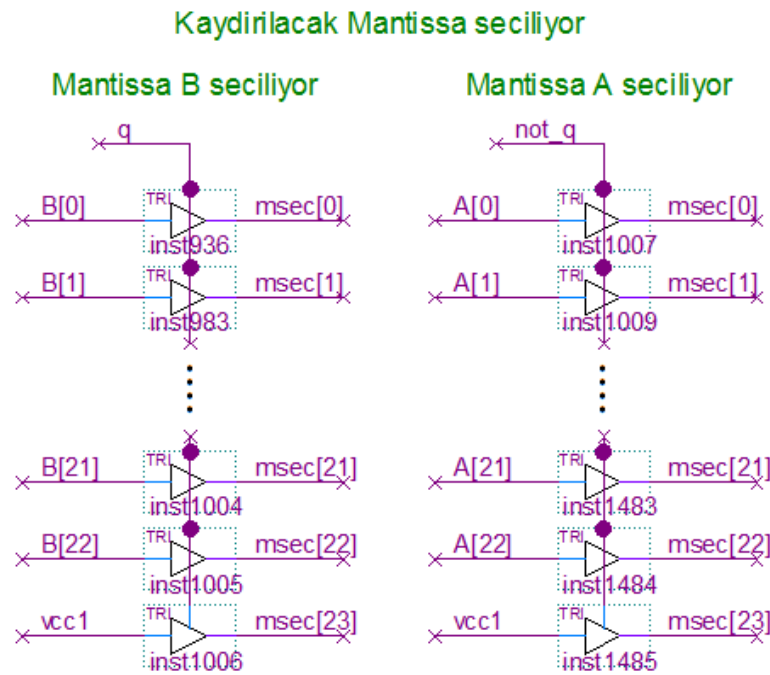 Kaydirilacak Mantissa seciliyor
Mantissa B seciliyor
Mantissa A seciliyor
q
not_q
B[0] TRI msec[0]
inst936
A[0] TRI msec[0]
inst1007
B[1] TRI msec[1]
inst983
A[1] TRI msec[1]
inst1009
B[21] TRI msec[21]
inst1004
A[21] TRI msec[21]
inst1483
B[22] TRI msec[22]
inst1005
A[22] TRI msec[22]
inst1484
vcc1 TRI msec[23]
inst1006
vcc1 TRI msec[23]
inst1485